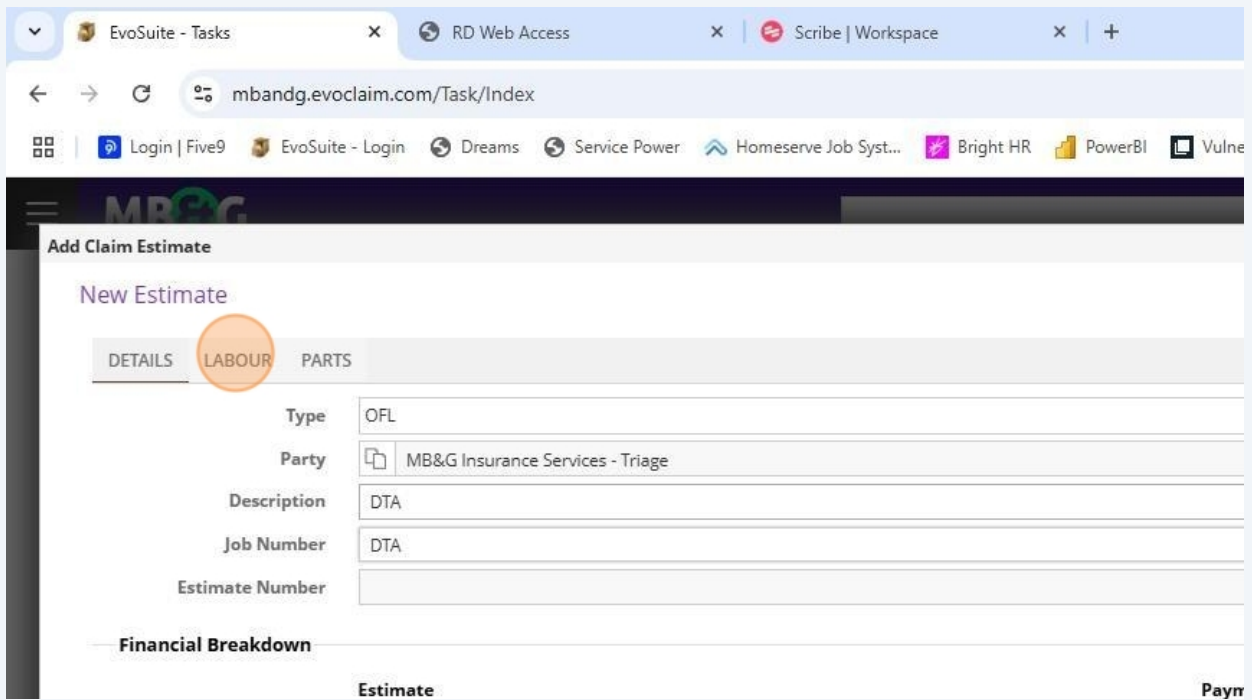 EvoSuite - Tasks RD Web Access Scribe | Workspace
mbandg.evoclaim.com/Task/Index
Login | Five9 EvoSuite - Login Dreams Service Power Homeserve Job Syst... Bright HR PowerBI Vulne
MB&G
Add Claim Estimate
New Estimate
DETAILS LABOUR PARTS
Type OFL
Party MB&G Insurance Services - Triage
Description DTA
Job Number DTA
Estimate Number
Financial Breakdown
Estimate Paym